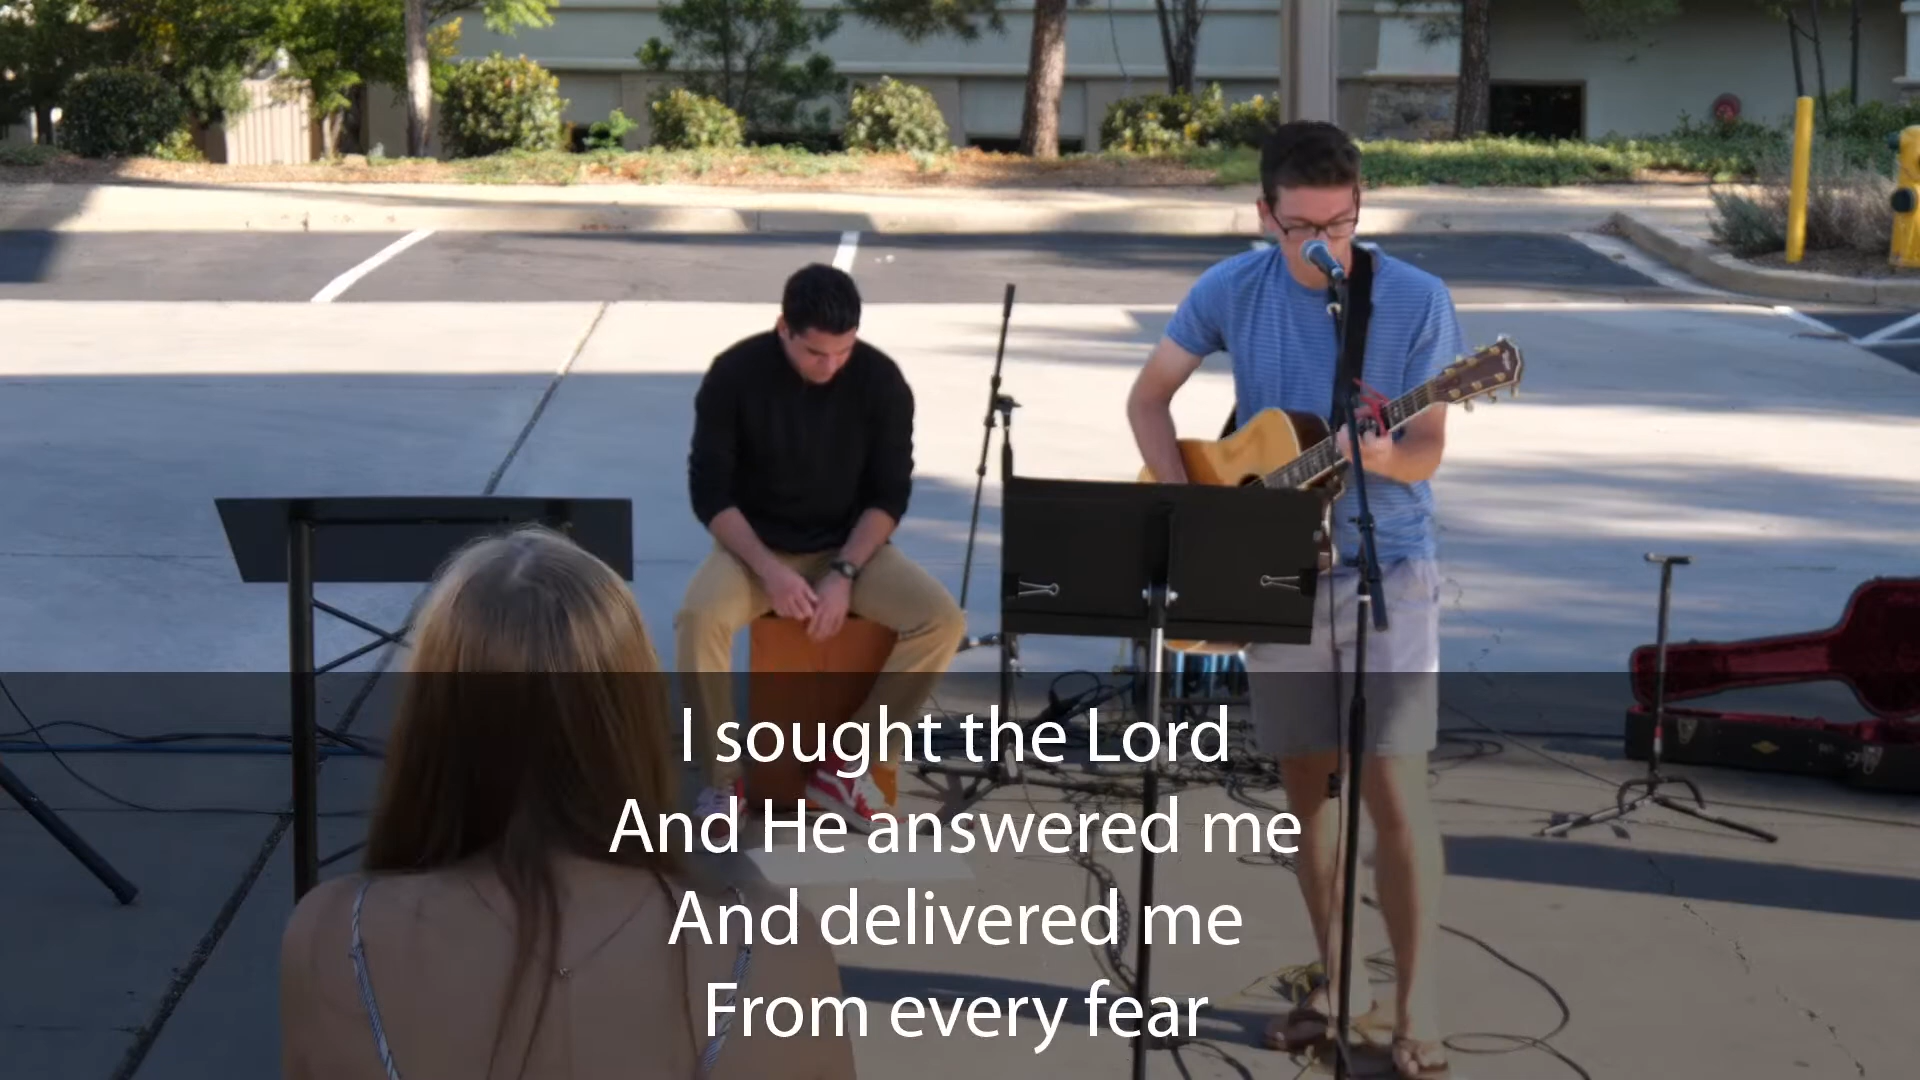 I sought the Lord
And He answered me
And delivered me
From every fear